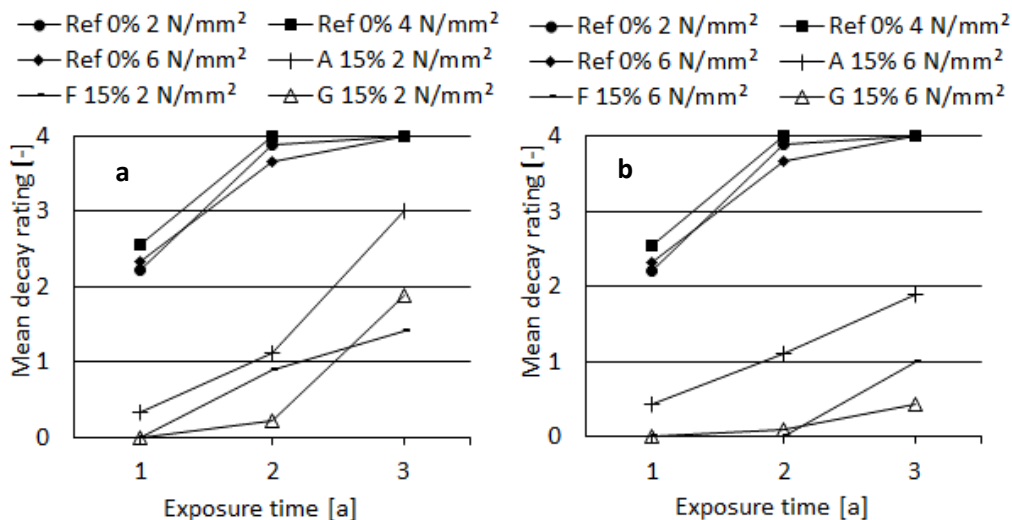 Ref 0% 2 N/mm² Ref 0% 4 N/mm²
Ref 0% 6 N/mm² A 15% 2 N/mm²
F 15% 2 N/mm² G 15% 2 N/mm²
a
Mean decay rating [-]
4
3
2
1
0
1 2 3
Exposure time [a]
Ref 0% 2 N/mm² Ref 0% 4 N/mm²
Ref 0% 6 N/mm² A 15% 6 N/mm²
F 15% 6 N/mm² G 15% 6 N/mm²
b
Mean decay rating [-]
4
3
2
1
0
1 2 3
Exposure time [a]